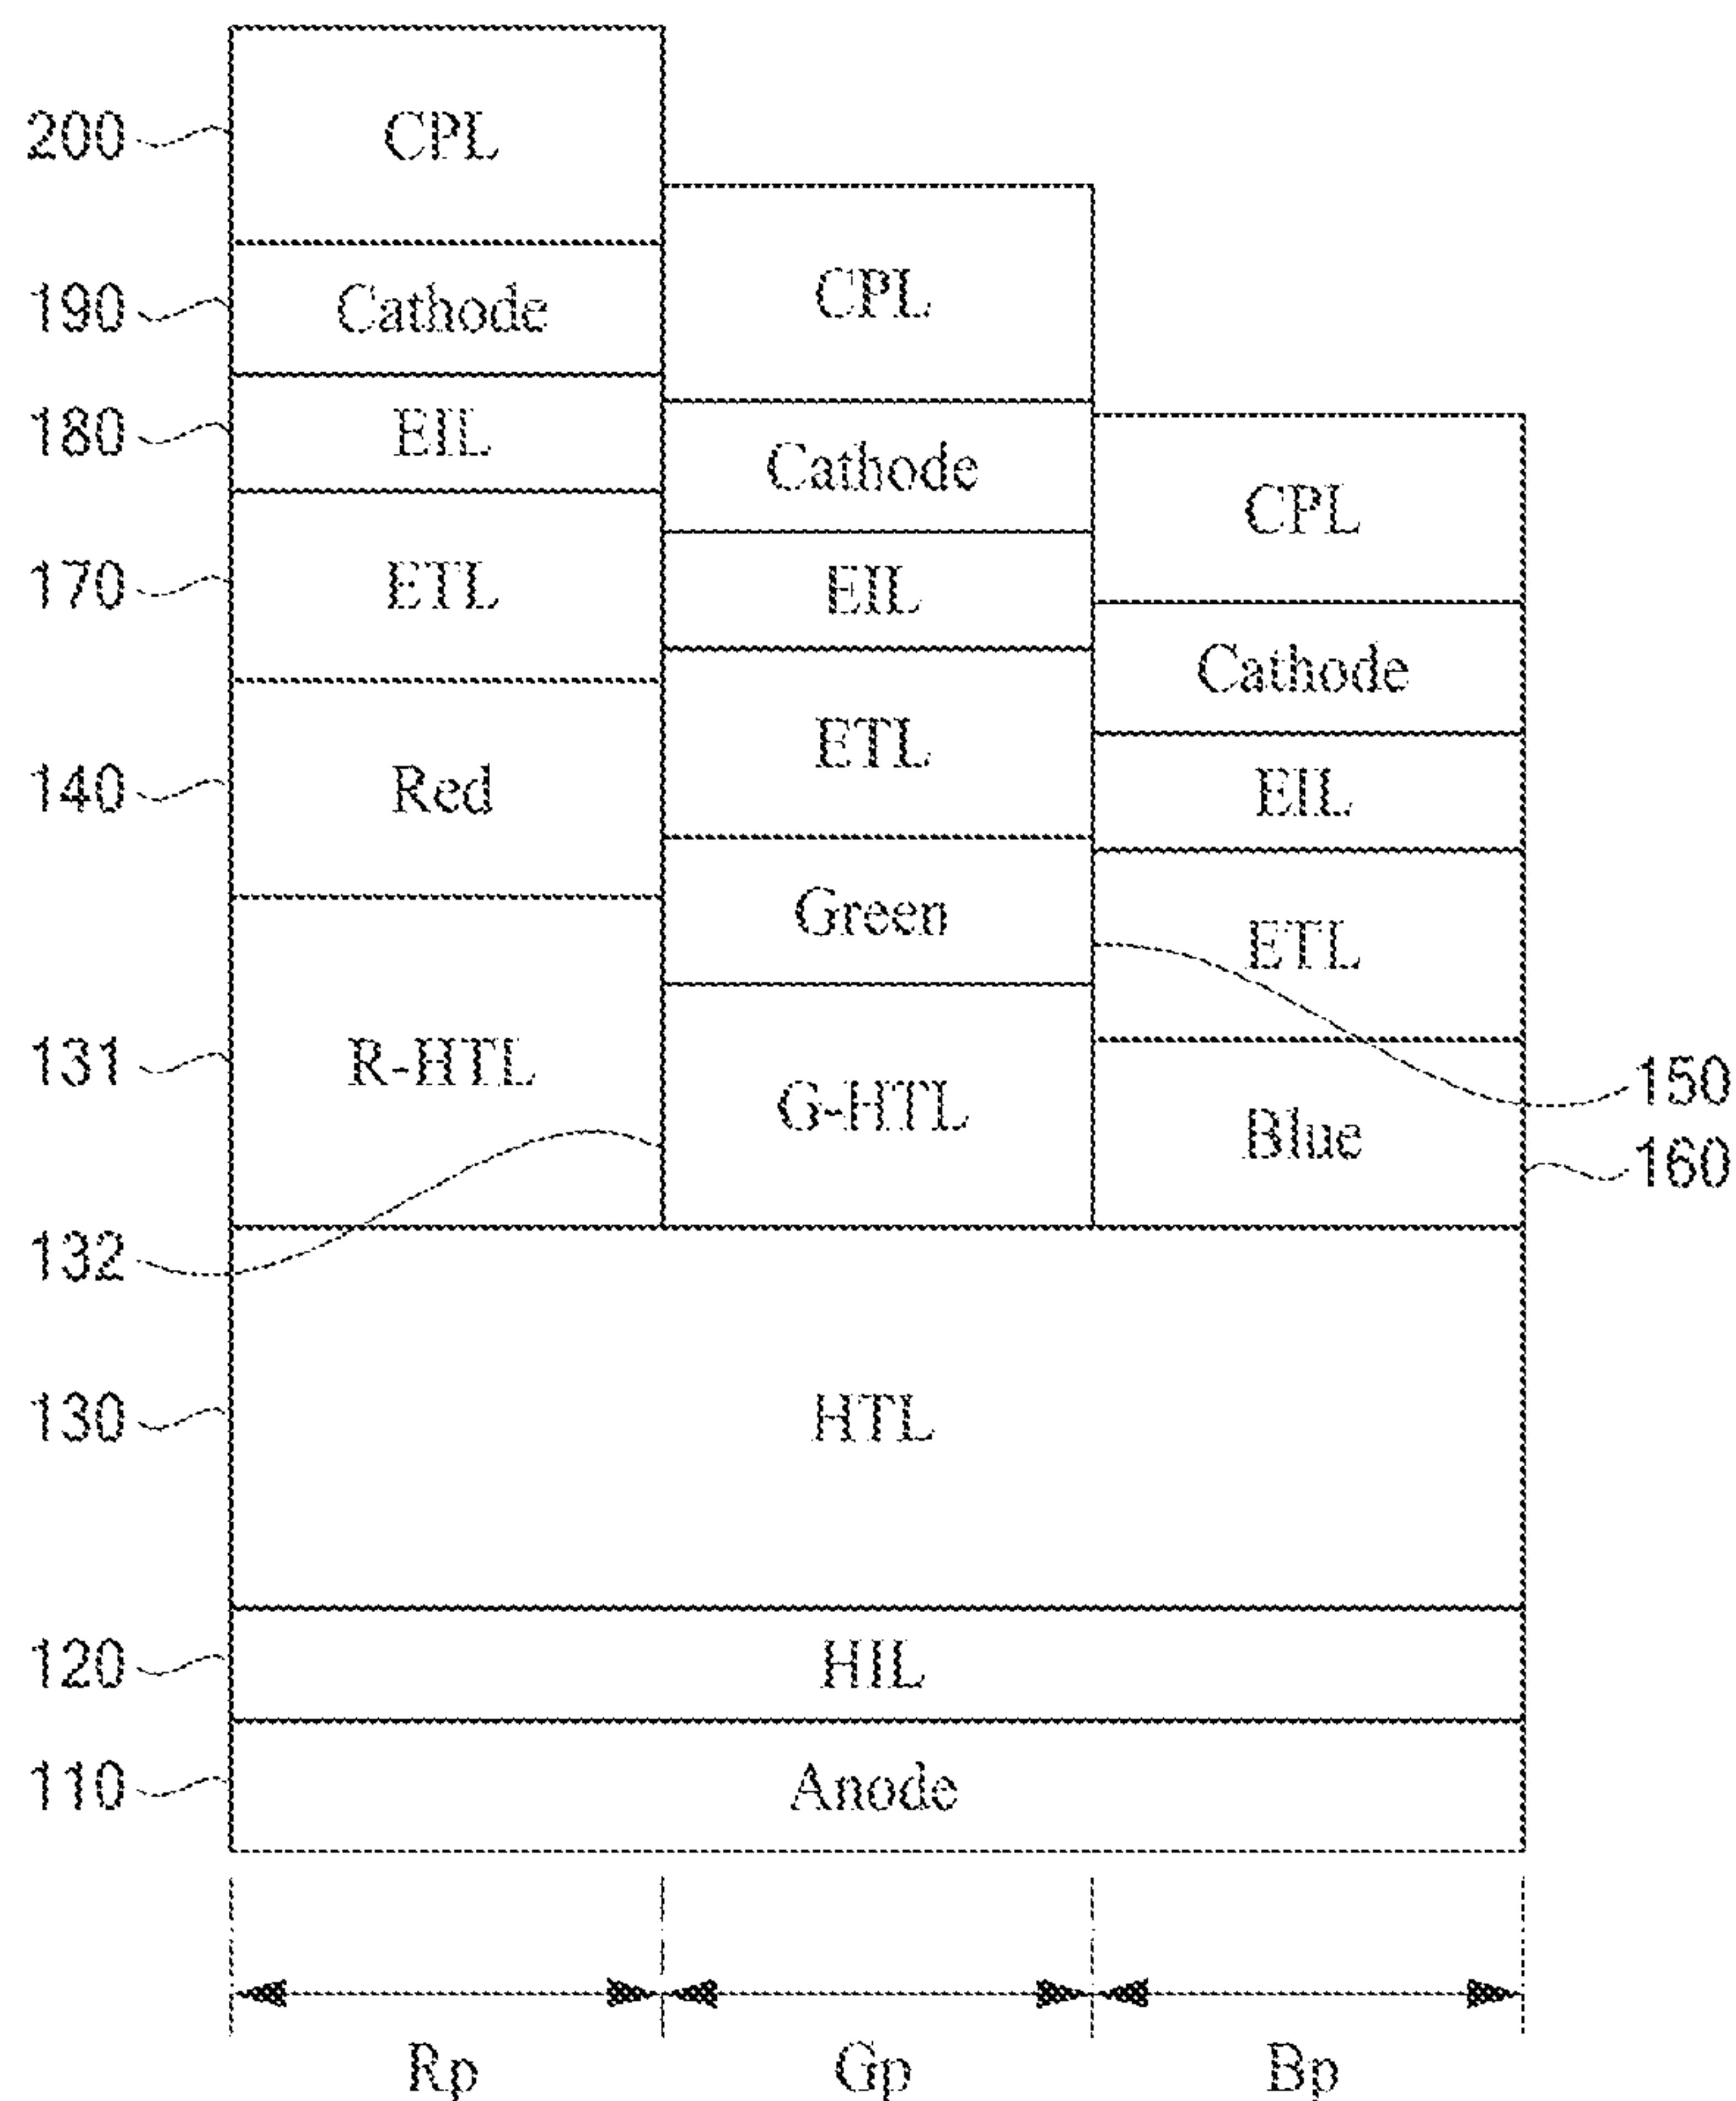 200 CPL
CPL
190 Cathode
180 EIL
Cathode
CPL
170 ETL
EIL
Cathode
ETL
140 Red
EIL
Green
ETL
131 R-HTL
150
G-HTL
Blue
160
132
130 HTL
120 HIL
110 Anode
Rp Gp Bp